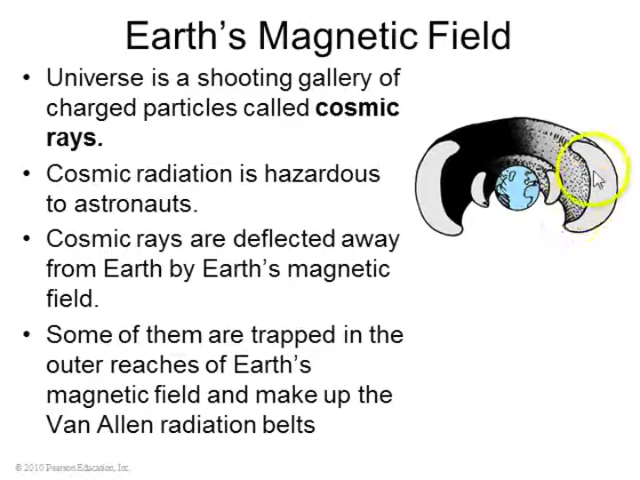 Earth’s Magnetic Field
• Universe is a shooting gallery of
charged particles called cosmic
rays.
• Cosmic radiation is hazardous
to astronauts.
• Cosmic rays are deflected away
from Earth by Earth’s magnetic
field.
• Some of them are trapped in the
outer reaches of Earth’s
magnetic field and make up the
Van Allen radiation belts
© 2010 Pearson Education, Inc.